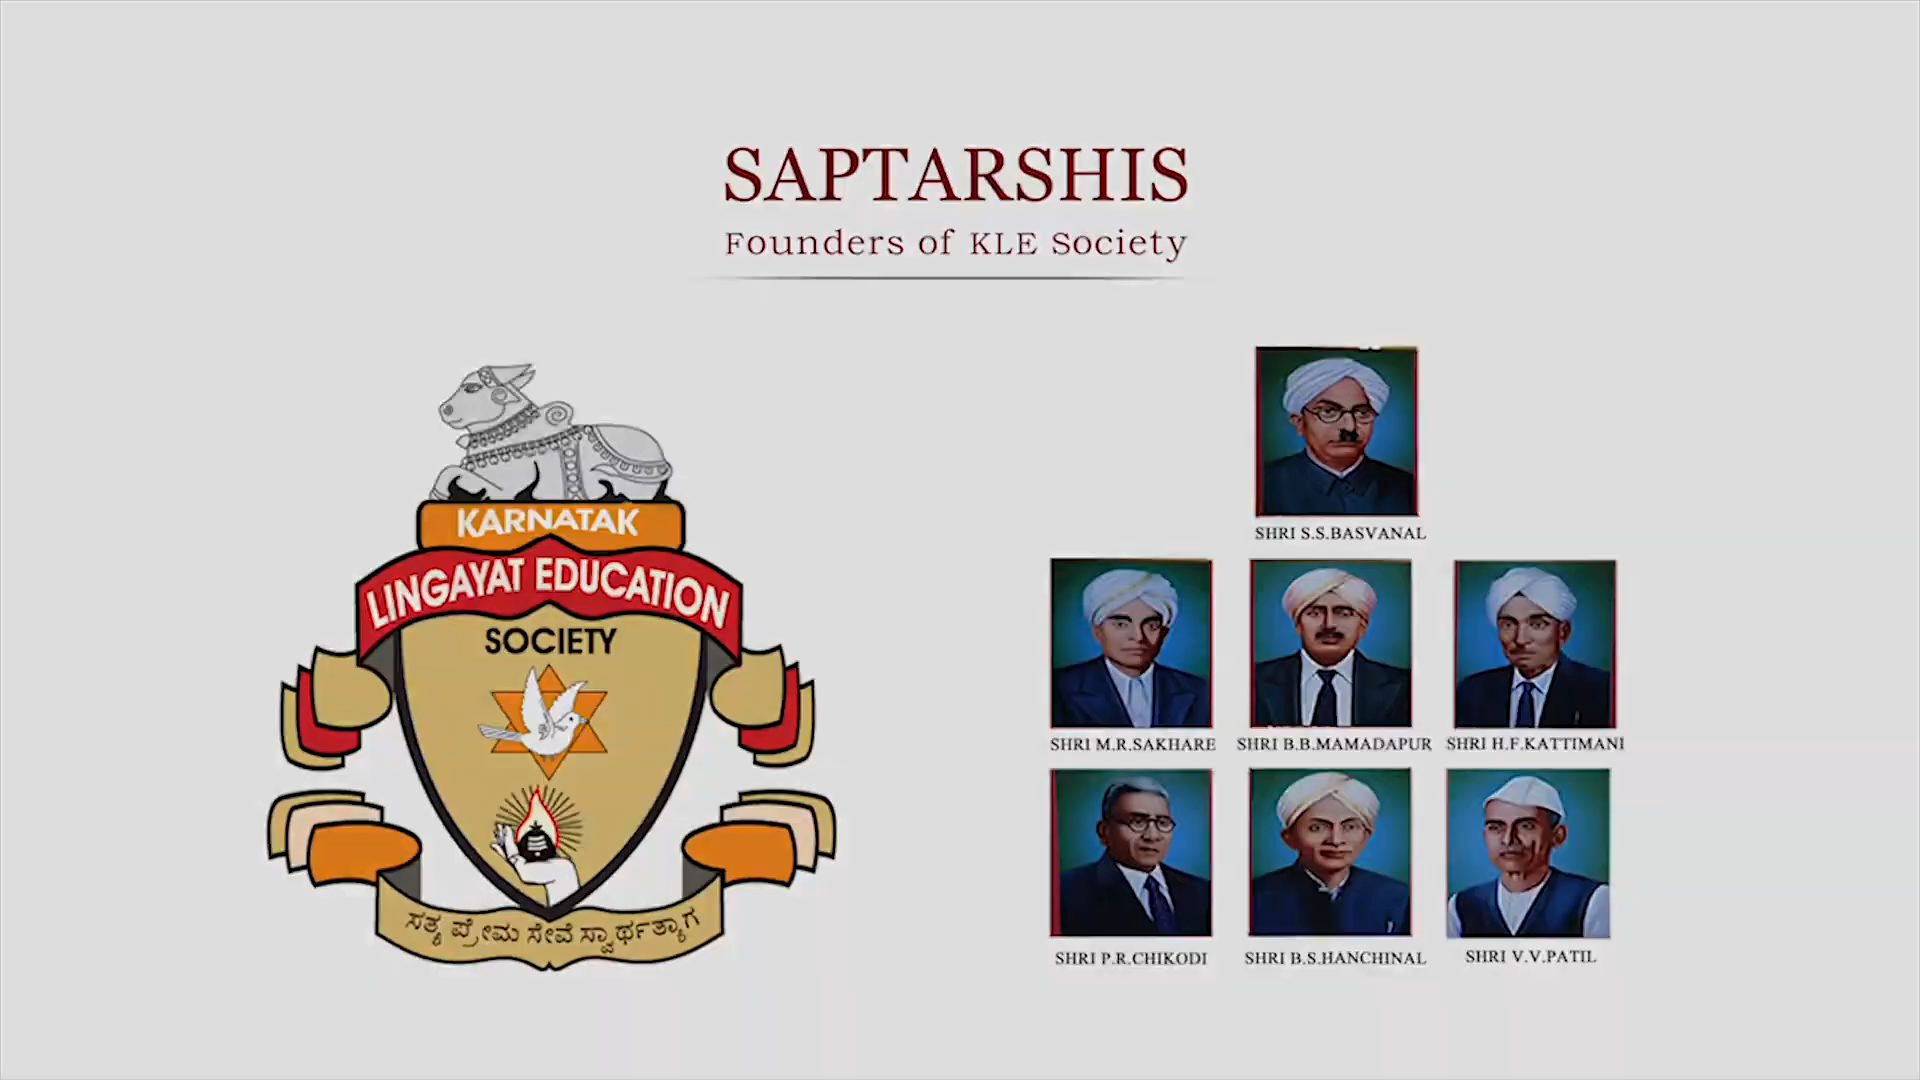 SAPTARSHIS
Founders of KLE Society
KARNATAK
LINGAYAT EDUCATION
SOCIETY
ಸತ್ಯ ಪ್ರೇಮ ಸೇವೆ ಸ್ವಾರ್ಥತ್ಯಾಗ
SHRI S.S.BASVANAL
SHRI M.R.SAKHARE SHRI B.B.MAMADAPUR SHRI H.F.KATTIMANI
SHRI P.R.CHIKODI SHRI B.S.HANCHINAL SHRI V.V.PATIL